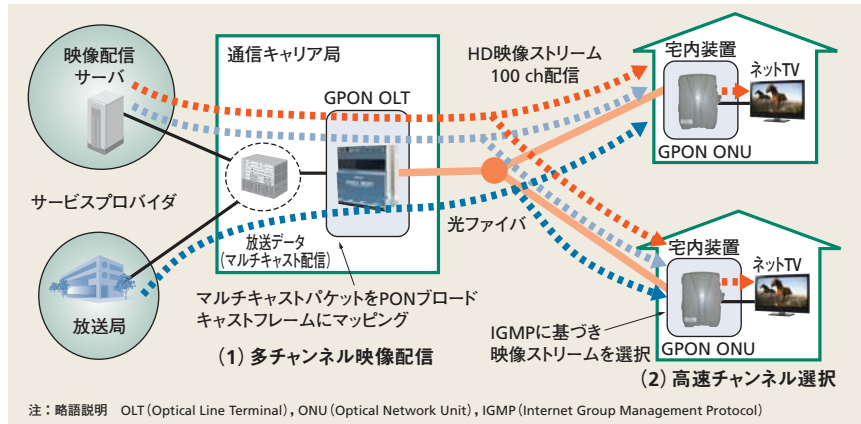 映像配信
サーバ
サービスプロバイダ
放送局
通信キャリア局
GPON OLT
放送データ
(マルチキャスト配信)
マルチキャストパケットをPONブロード
キャストフレームにマッピング
(1) 多チャンネル映像配信
HD映像ストリーム
100 ch配信
光ファイバ
宅内装置
ネットTV
GPON ONU
宅内装置
ネットTV
GPON ONU
IGMPに基づき
映像ストリームを選択
(2) 高速チャンネル選択
注:略語説明 OLT(Optical Line Terminal),ONU(Optical Network Unit),IGMP(Internet Group Management Protocol)